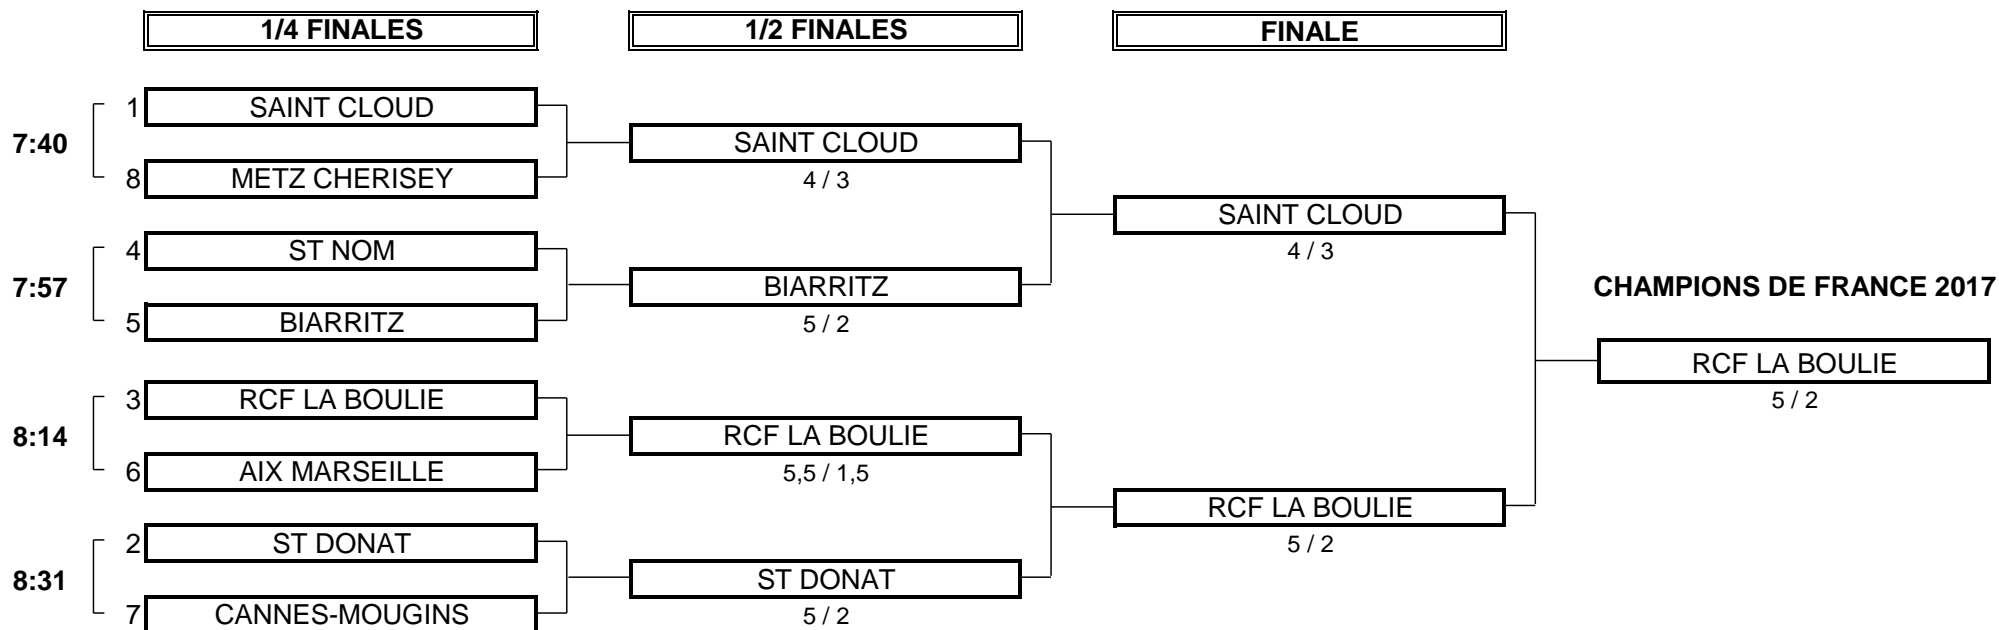 1/4 FINALES
1/2 FINALES
FINALE
7:40
1 SAINT CLOUD
8 METZ CHERISEY
SAINT CLOUD
4 / 3
7:57
4 ST NOM
5 BIARRITZ
BIARRITZ
5 / 2
SAINT CLOUD
4 / 3
8:14
3 RCF LA BOULIE
6 AIX MARSEILLE
RCF LA BOULIE
5,5 / 1,5
8:31
2 ST DONAT
7 CANNES-MOUGINS
ST DONAT
5 / 2
RCF LA BOULIE
5 / 2
CHAMPIONS DE FRANCE 2017
RCF LA BOULIE
5 / 2